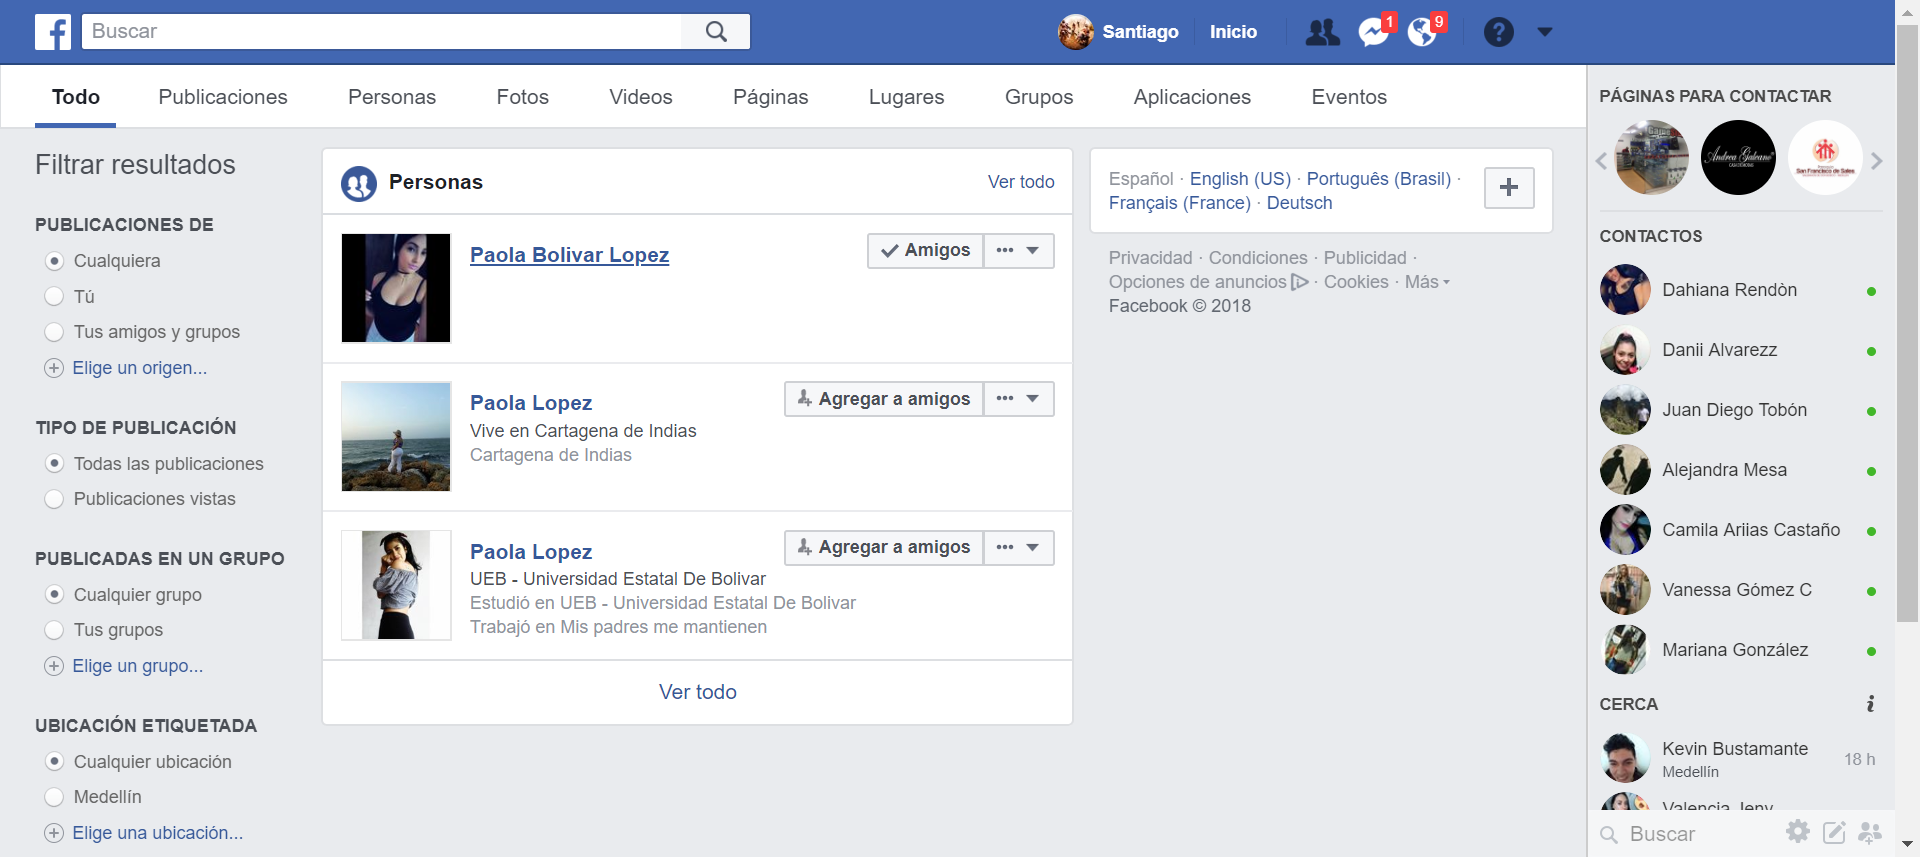 Buscar
Santiago
Inicio
1
9
Todo
Publicaciones
Personas
Fotos
Videos
Páginas
Lugares
Grupos
Aplicaciones
Eventos
Filtrar resultados
PUBLICACIONES DE
Cualquiera
Tú
Tus amigos y grupos
Elige un origen...
TIPO DE PUBLICACIÓN
Todas las publicaciones
Publicaciones vistas
PUBLICADAS EN UN GRUPO
Cualquier grupo
Tus grupos
Elige un grupo...
UBICACIÓN ETIQUETADA
Cualquier ubicación
Medellín
Elige una ubicación...
Personas
Ver todo
Paola Bolivar Lopez
Amigos
Paola Lopez
Agregar a amigos
Vive en Cartagena de Indias
Cartagena de Indias
Paola Lopez
Agregar a amigos
UEB - Universidad Estatal De Bolivar
Estudió en UEB - Universidad Estatal De Bolivar
Trabajó en Mis padres me mantienen
Ver todo
Español · English (US) · Português (Brasil) ·
Français (France) · Deutsch
Privacidad · Condiciones · Publicidad ·
Opciones de anuncios · Cookies · Más
Facebook © 2018
PÁGINAS PARA CONTACTAR
Andrea Galeano
San Francisco de Sales
CONTACTOS
Dahiana Rendòn
Danii Alvarezz
Juan Diego Tobón
Alejandra Mesa
Camila Ariias Castaño
Vanessa Gómez C
Mariana González
CERCA
Kevin Bustamante
Medellín
18 h
Valencia Jeny
Buscar